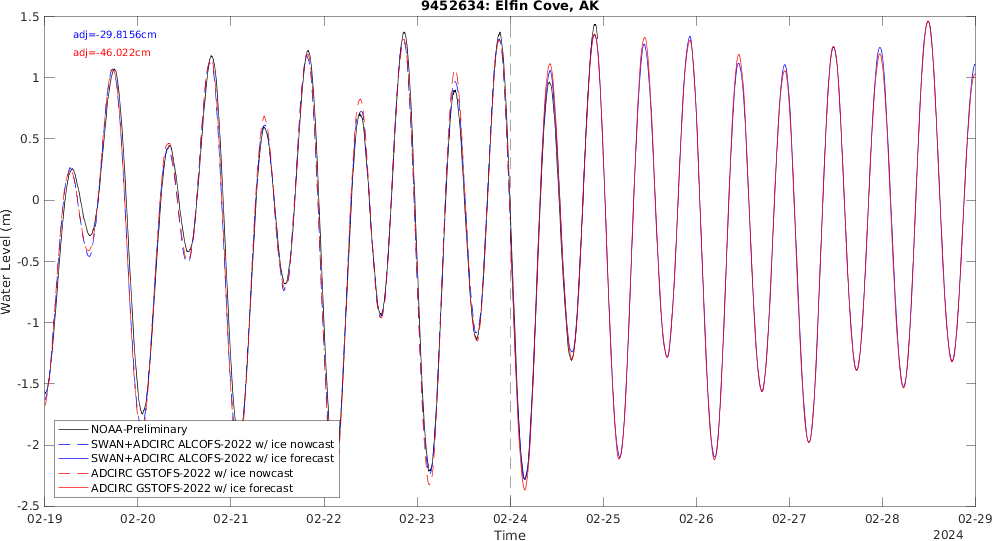 9452634: Elfin Cove, AK
adj=-29.8156cm
adj=-46.022cm
1.5
1
0.5
0
-0.5
-1
-1.5
-2
-2.5
Water Level (m)
NOAA-Preliminary
SWAN+ADCIRC ALCOFS-2022 w/ ice nowcast
SWAN+ADCIRC ALCOFS-2022 w/ ice forecast
ADCIRC GSTOFS-2022 w/ ice nowcast
ADCIRC GSTOFS-2022 w/ ice forecast
02-19 02-20 02-21 02-22 02-23 02-24 02-25 02-26 02-27 02-28 02-29
Time
2024